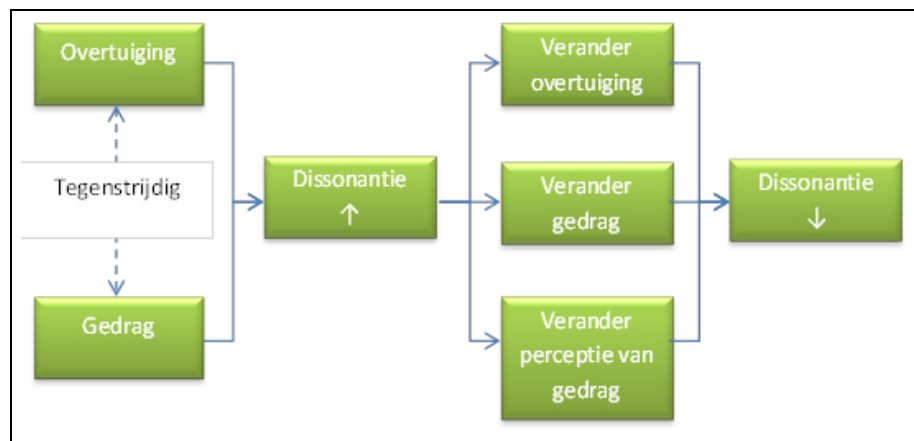 Overtuiging
Tegenstrijdig
Gedrag
Dissonantie
↑
Verander
overtuiging
Verander
gedrag
Verander
perceptie van
gedrag
Dissonantie
↓